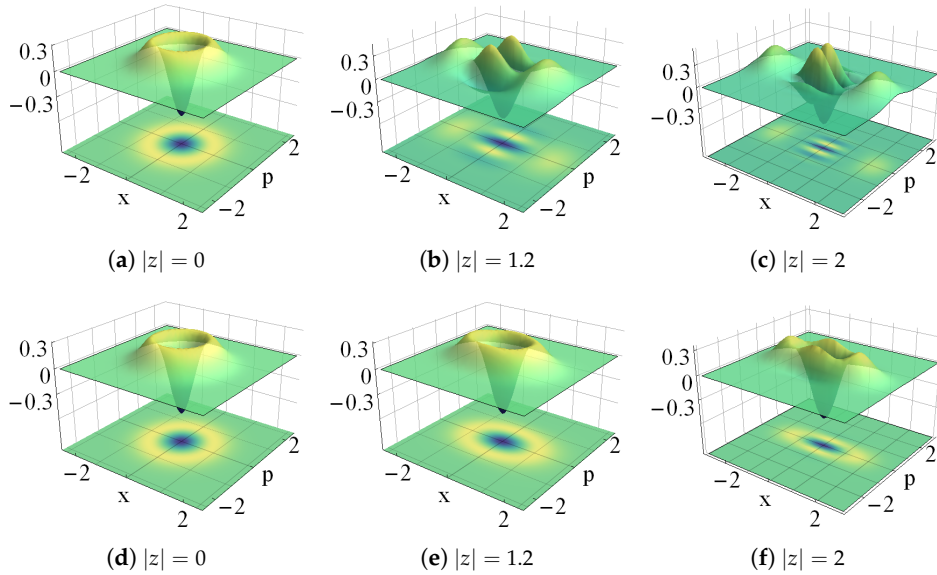 0.3
0
−0.3
−2
x
2
−2
p
2
(a) |z| = 0
0.3
0
−0.3
−2
x
2
−2
p
2
(b) |z| = 1.2
0.3
0
−0.3
−2
x
2
−2
p
2
(c) |z| = 2
0.3
0
−0.3
−2
x
2
−2
p
2
(d) |z| = 0
0.3
0
−0.3
−2
x
2
−2
p
2
(e) |z| = 1.2
0.3
0
−0.3
−2
x
2
−2
p
2
(f) |z| = 2